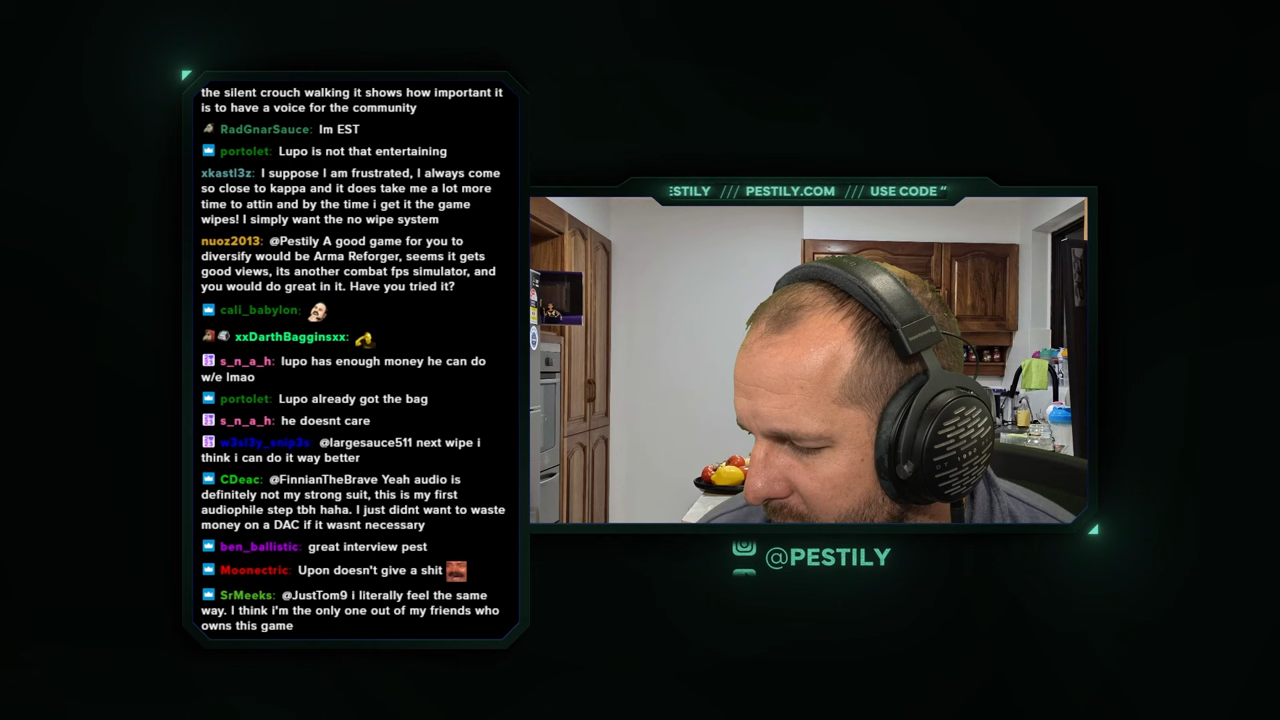 the silent crouch walking it shows how important it
is to have a voice for the community
RadGnarSauce: Im EST
portolet: Lupo is not that entertaining
xkastl3z: I suppose I am frustrated, I always come
so close to kappa and it does take me a lot more
time to attin and by the time i get it the game
wipes! I simply want the no wipe system
nuoz2013: @Pestily A good game for you to
diversify would be Arma Reforger, seems it gets
good views, its another combat fps simulator, and
you would do great in it. Have you tried it?
cali_babylon:
xxDarthBagginsxx:
s_n_a_h: lupo has enough money he can do
w/e lmao
portolet: Lupo already got the bag
s_n_a_h: he doesnt care
w3sl3y_snip3s: @largesauce511 next wipe i
think i can do it way better
CDeac: @FinnianTheBrave Yeah audio is
definitely not my strong suit, this is my first
audiophile step tbh haha. I just didnt want to waste
money on a DAC if it wasnt necessary
ben_ballistic: great interview pest
Moonectric: Upon doesn't give a shit
SrMeeks: @JustTom9 i literally feel the same
way. I think i'm the only one out of my friends who
owns this game
ESTILY /// PESTILY.COM /// USE CODE "
DT 1990
@PESTILY